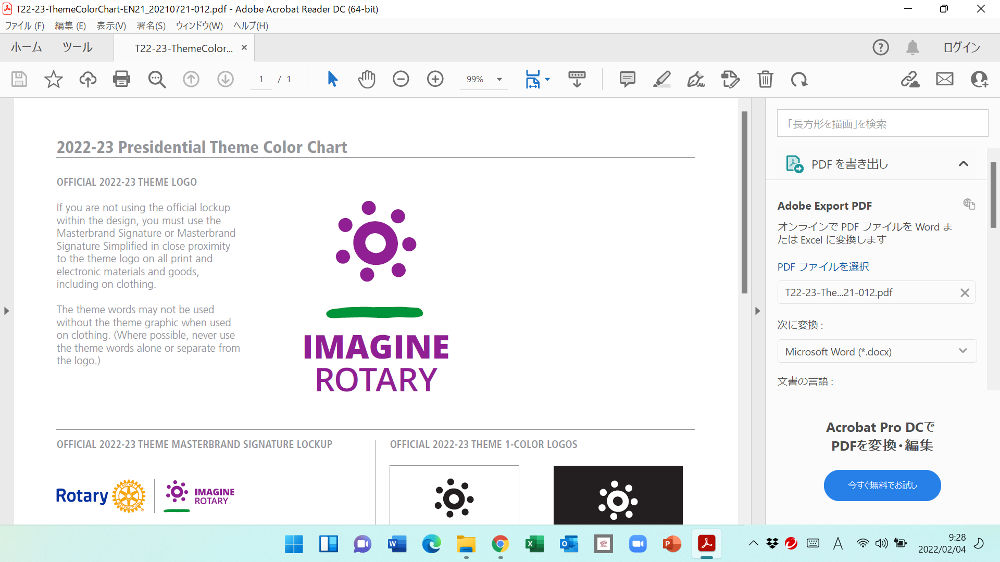 T22-23-ThemeColorChart-EN21_20210721-012.pdf - Adobe Acrobat Reader DC (64-bit)
ファイル (F) 編集 (E) 表示(V) 署名(S) ウィンドウ(W) ヘルプ(H)
ホーム ツール T22-23-ThemeColor... ログイン
1 / 1 99%
2022-23 Presidential Theme Color Chart
OFFICIAL 2022-23 THEME LOGO
If you are not using the official lockup
within the design, you must use the
Masterbrand Signature or Masterbrand
Signature Simplified in close proximity
to the theme logo on all print and
electronic materials and goods,
including on clothing.
The theme words may not be used
without the theme graphic when used
on clothing. (Where possible, never use
the theme words alone or separate from
the logo.)
IMAGINE
ROTARY
OFFICIAL 2022-23 THEME MASTERBRAND SIGNATURE LOCKUP
Rotary
ROTARY
INTERNATIONAL
IMAGINE
ROTARY
OFFICIAL 2022-23 THEME 1-COLOR LOGOS
「長方形を描画」を検索
PDF を書き出し
Adobe Export PDF
オンラインで PDF ファイルを Word ま
たは Excel に変換します
PDF ファイルを選択
T22-23-The...21-012.pdf
次に変換 :
Microsoft Word (*.docx)
文書の言語 :
Acrobat Pro DCで
PDFを変換・編集
今すぐ無料でお試し
A
9:28
2022/02/04